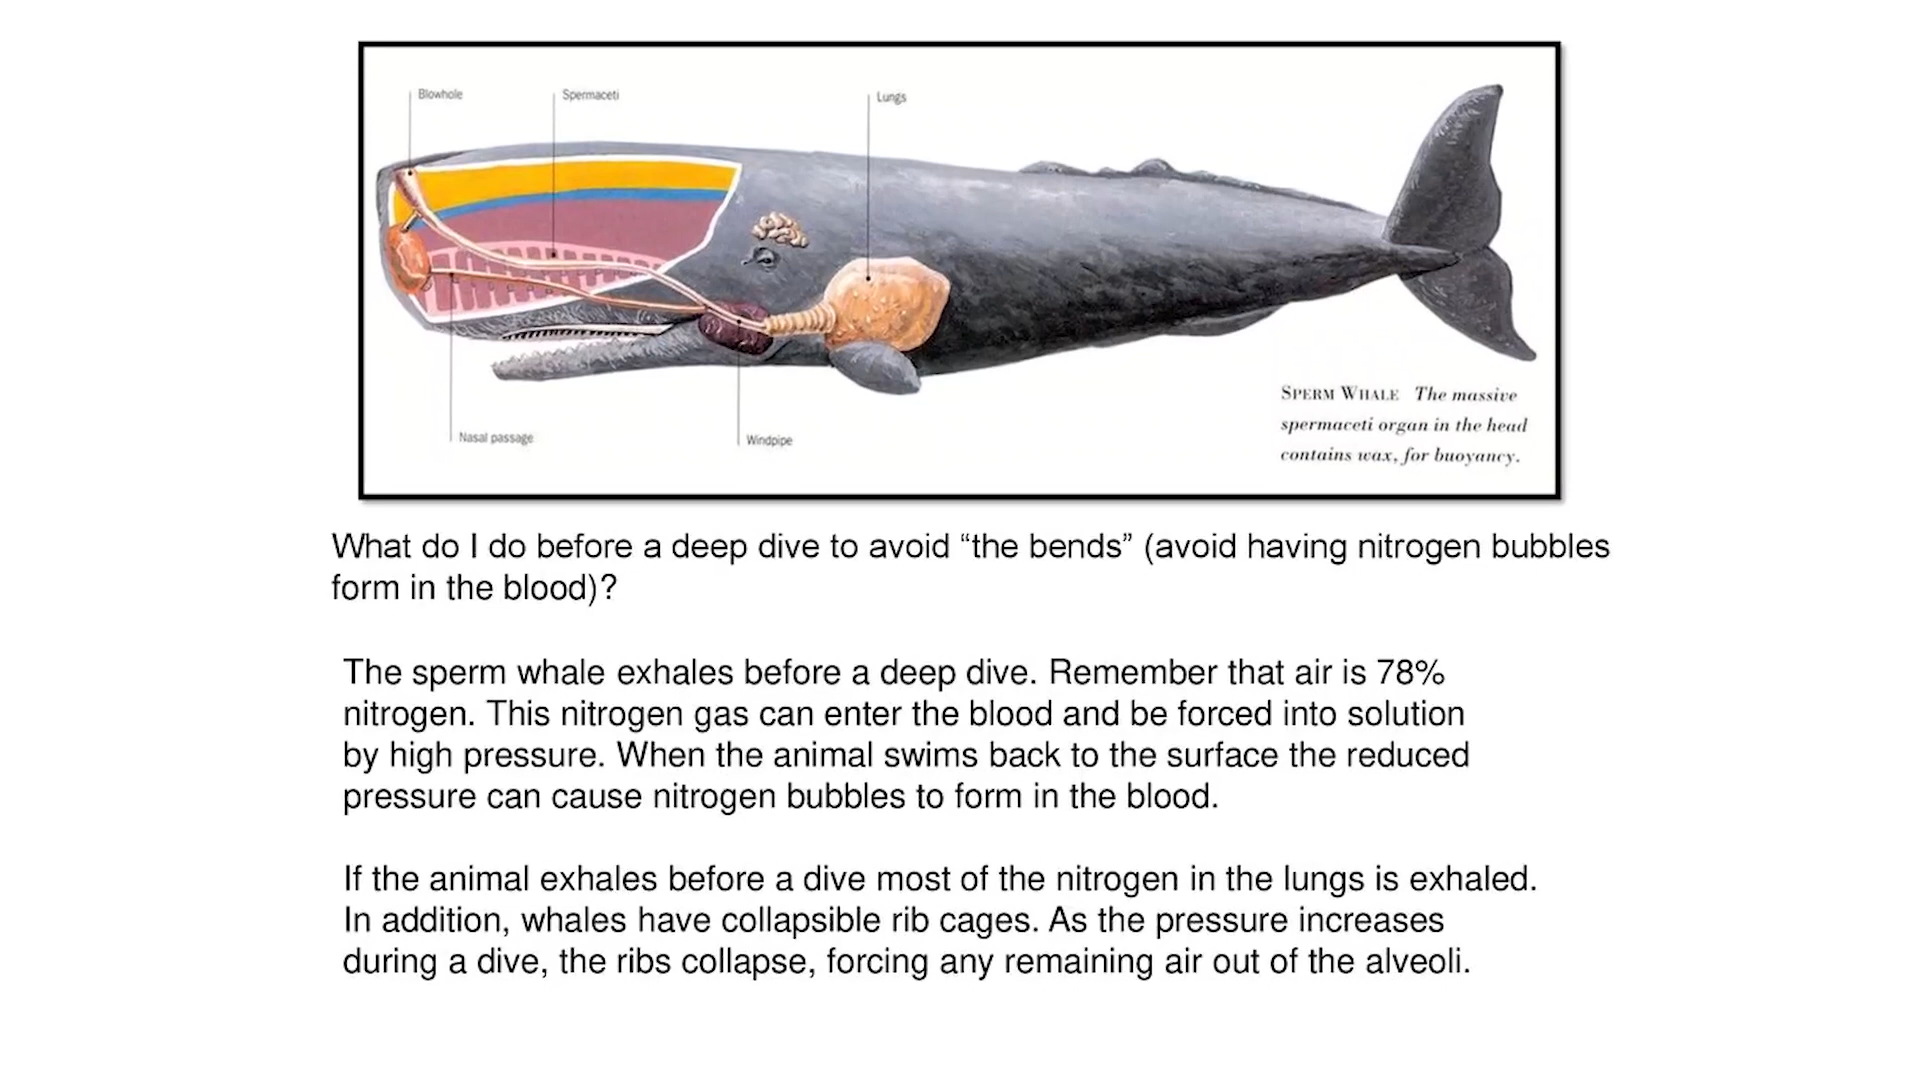 Blowhole
Spermaceti
Lungs
Nasal passage
Windpipe
SPERM WHALE The massive
spermaceti organ in the head
contains wax, for buoyancy.
What do I do before a deep dive to avoid “the bends” (avoid having nitrogen bubbles
form in the blood)?
The sperm whale exhales before a deep dive. Remember that air is 78%
nitrogen. This nitrogen gas can enter the blood and be forced into solution
by high pressure. When the animal swims back to the surface the reduced
pressure can cause nitrogen bubbles to form in the blood.
If the animal exhales before a dive most of the nitrogen in the lungs is exhaled.
In addition, whales have collapsible rib cages. As the pressure increases
during a dive, the ribs collapse, forcing any remaining air out of the alveoli.